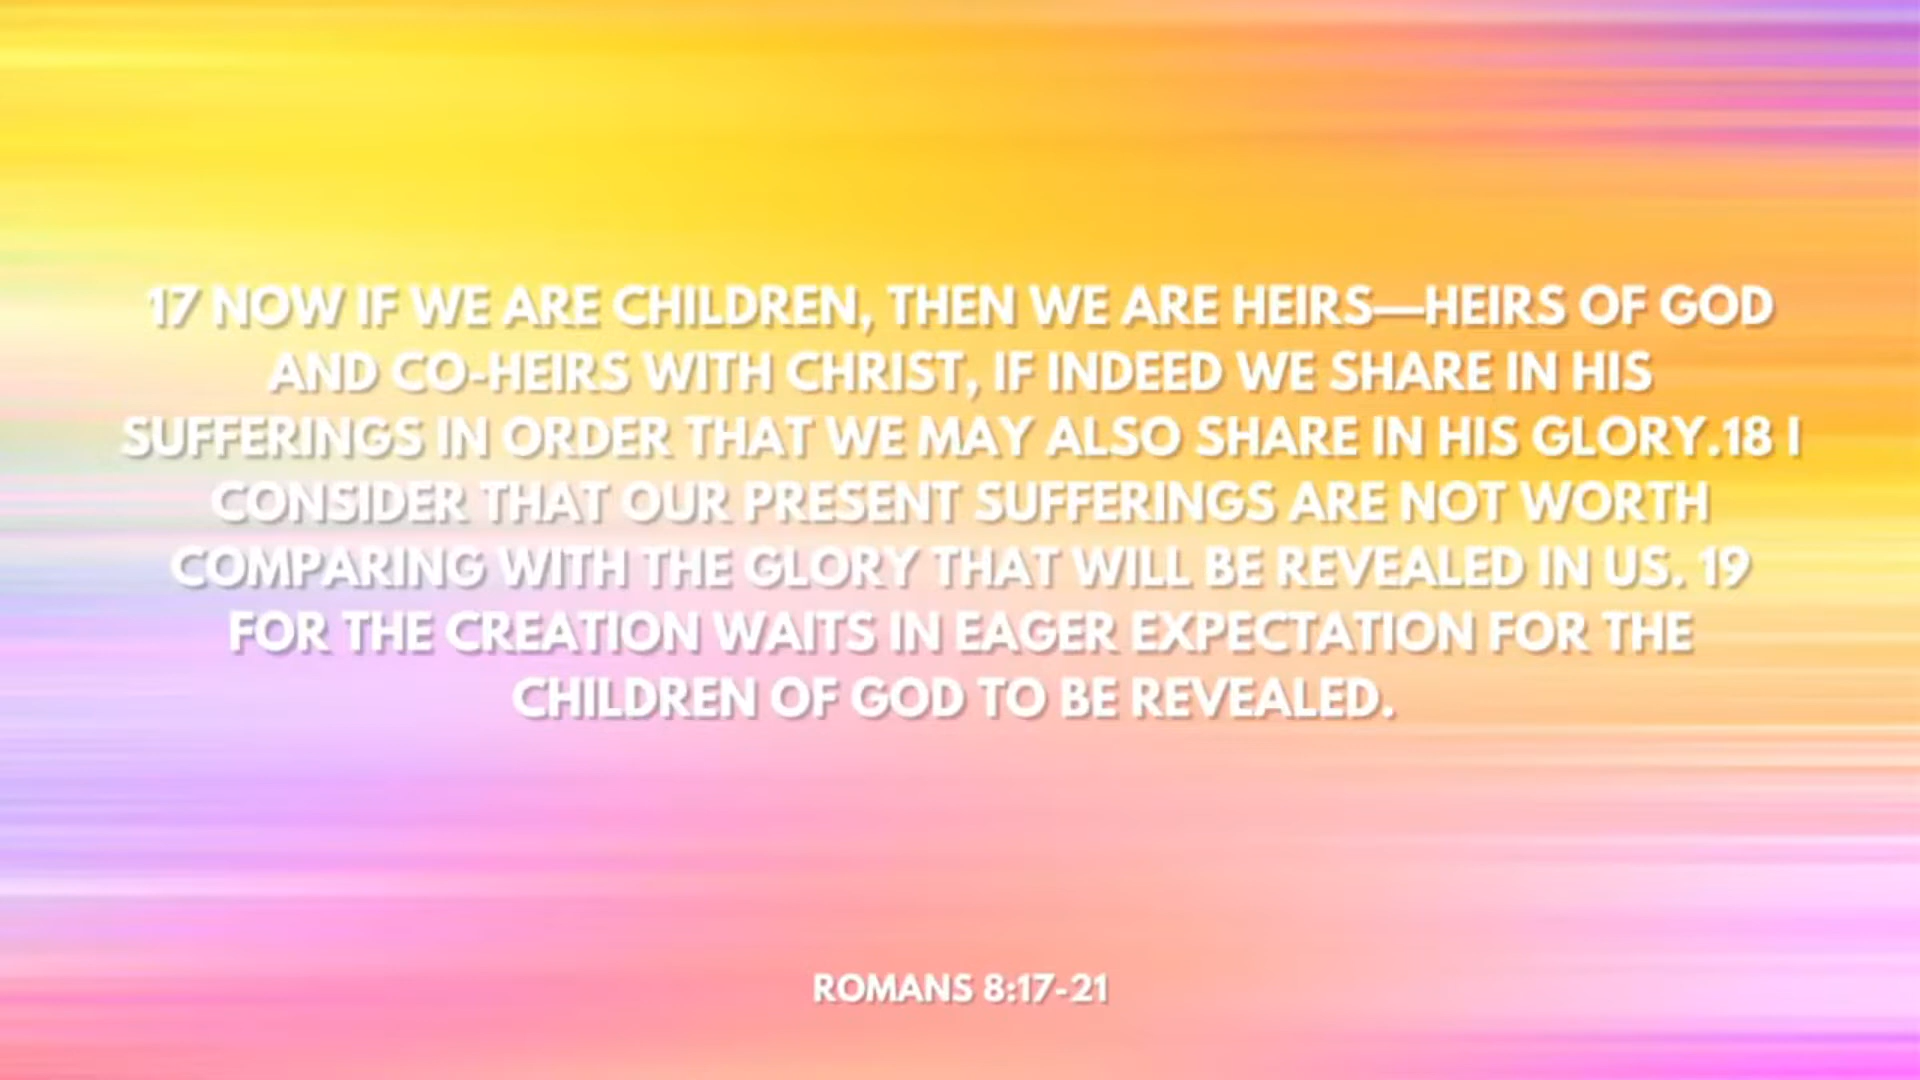 17 NOW IF WE ARE CHILDREN, THEN WE ARE HEIRS—HEIRS OF GOD
AND CO-HEIRS WITH CHRIST, IF INDEED WE SHARE IN HIS
SUFFERINGS IN ORDER THAT WE MAY ALSO SHARE IN HIS GLORY.18 I
CONSIDER THAT OUR PRESENT SUFFERINGS ARE NOT WORTH
COMPARING WITH THE GLORY THAT WILL BE REVEALED IN US. 19
FOR THE CREATION WAITS IN EAGER EXPECTATION FOR THE
CHILDREN OF GOD TO BE REVEALED.
ROMANS 8:17-21